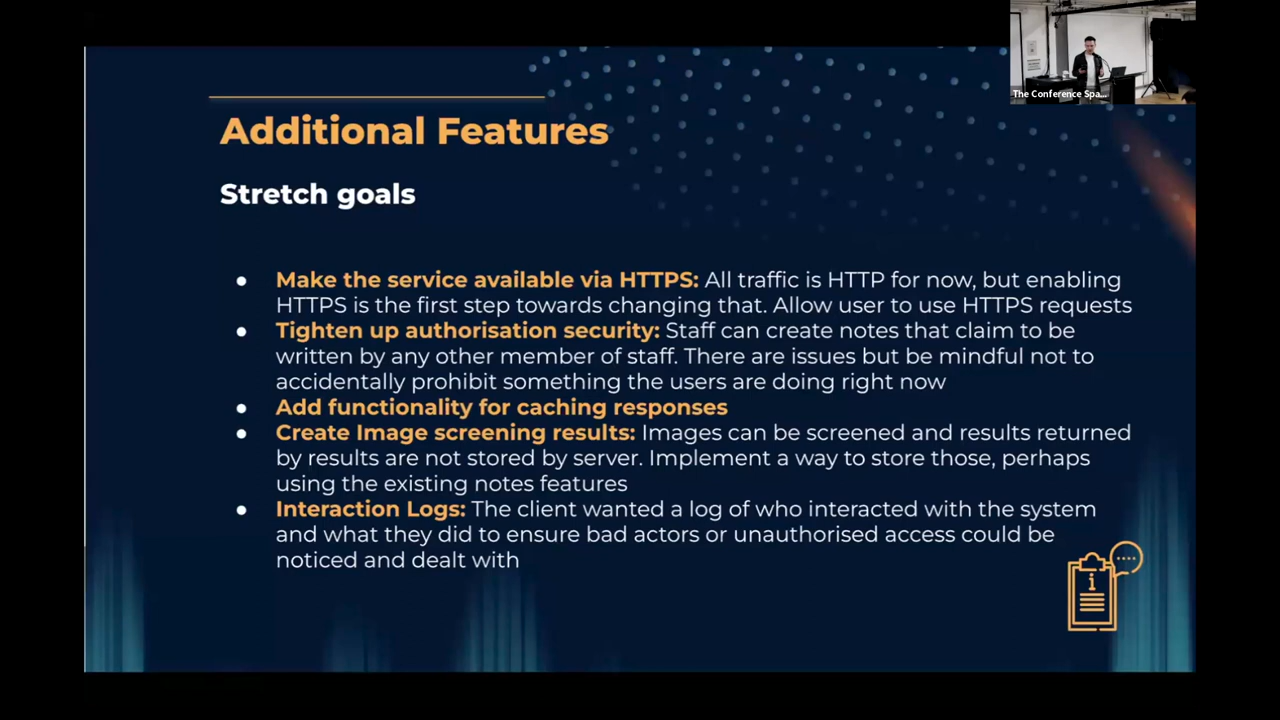 The Conference Spa...
Additional Features
Stretch goals
● Make the service available via HTTPS: All traffic is HTTP for now, but enabling
HTTPS is the first step towards changing that. Allow user to use HTTPS requests
● Tighten up authorisation security: Staff can create notes that claim to be
written by any other member of staff. There are issues but be mindful not to
accidentally prohibit something the users are doing right now
● Add functionality for caching responses
● Create Image screening results: Images can be screened and results returned
by results are not stored by server. Implement a way to store those, perhaps
using the existing notes features
● Interaction Logs: The client wanted a log of who interacted with the system
and what they did to ensure bad actors or unauthorised access could be
noticed and dealt with